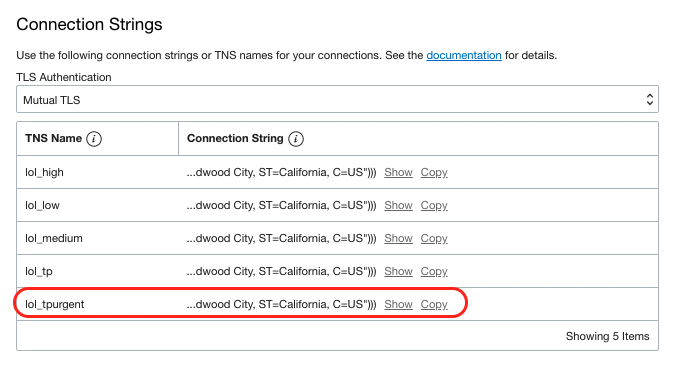 Connection Strings
Use the following connection strings or TNS names for your connections. See the documentation for details.
TLS Authentication
Mutual TLS
TNS Name i Connection String i
lol_high ...dwood City, ST=California, C=US"))) Show Copy
lol_low ...dwood City, ST=California, C=US"))) Show Copy
lol_medium ...dwood City, ST=California, C=US"))) Show Copy
lol_tp ...dwood City, ST=California, C=US"))) Show Copy
lol_tpurgent ...dwood City, ST=California, C=US"))) Show Copy
Showing 5 Items